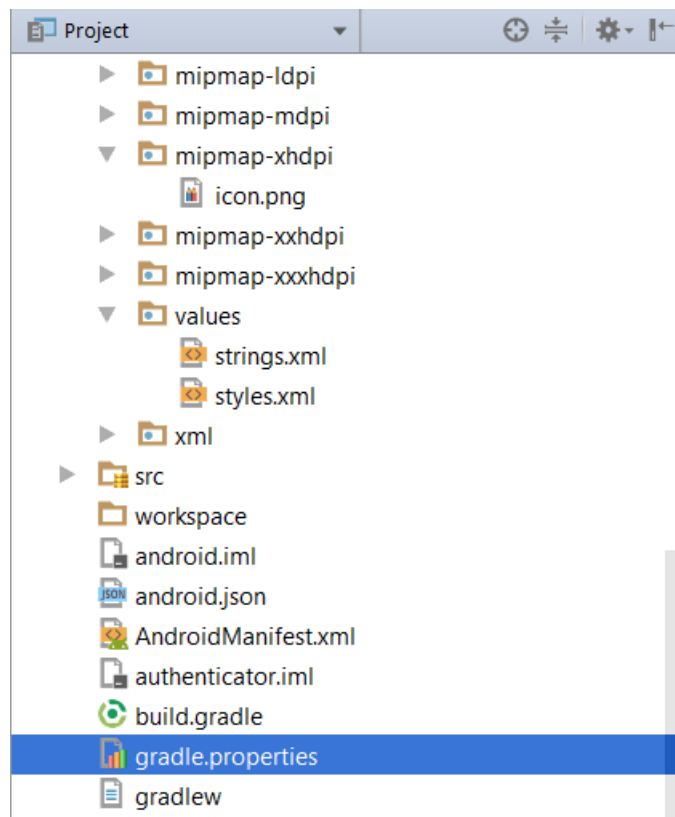 Project
mipmap-ldpi
mipmap-mdpi
mipmap-xhdpi
icon.png
mipmap-xxhdpi
mipmap-xxxhdpi
values
strings.xml
styles.xml
xml
src
workspace
android.iml
JSON android.json
AndroidManifest.xml
authenticator.iml
build.gradle
gradle.properties
gradlew